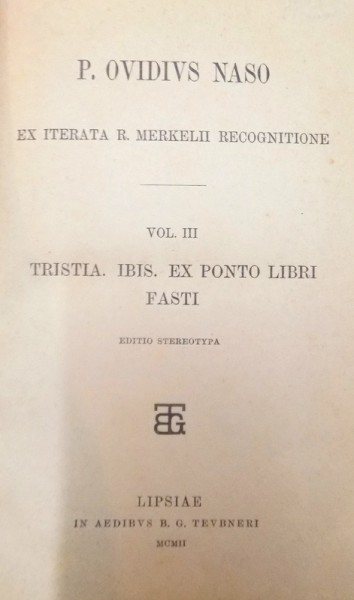 P. OVIDIVS NASO
EX ITERATA R. MERKELII RECOGNITIONE
VOL. III
TRISTIA. IBIS. EX PONTO LIBRI
FASTI
EDITIO STEREOTYPA
BTG
LIPSIAE
IN AEDIBVS B. G. TEVBNERI
MCMII